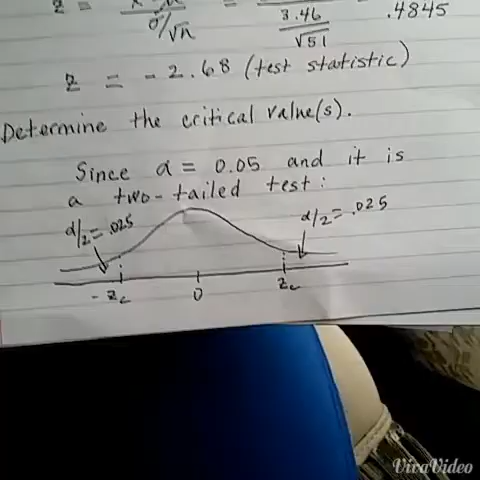 z = x̄ - μ / σ/√n = 3.46 / √51 .4845
z = -2.68 (test statistic)
Determine the critical value(s).
Since α = 0.05 and it is
a two-tailed test:
α/2 = .025
α/2 = .025
-zc 0 zc
VivaVideo